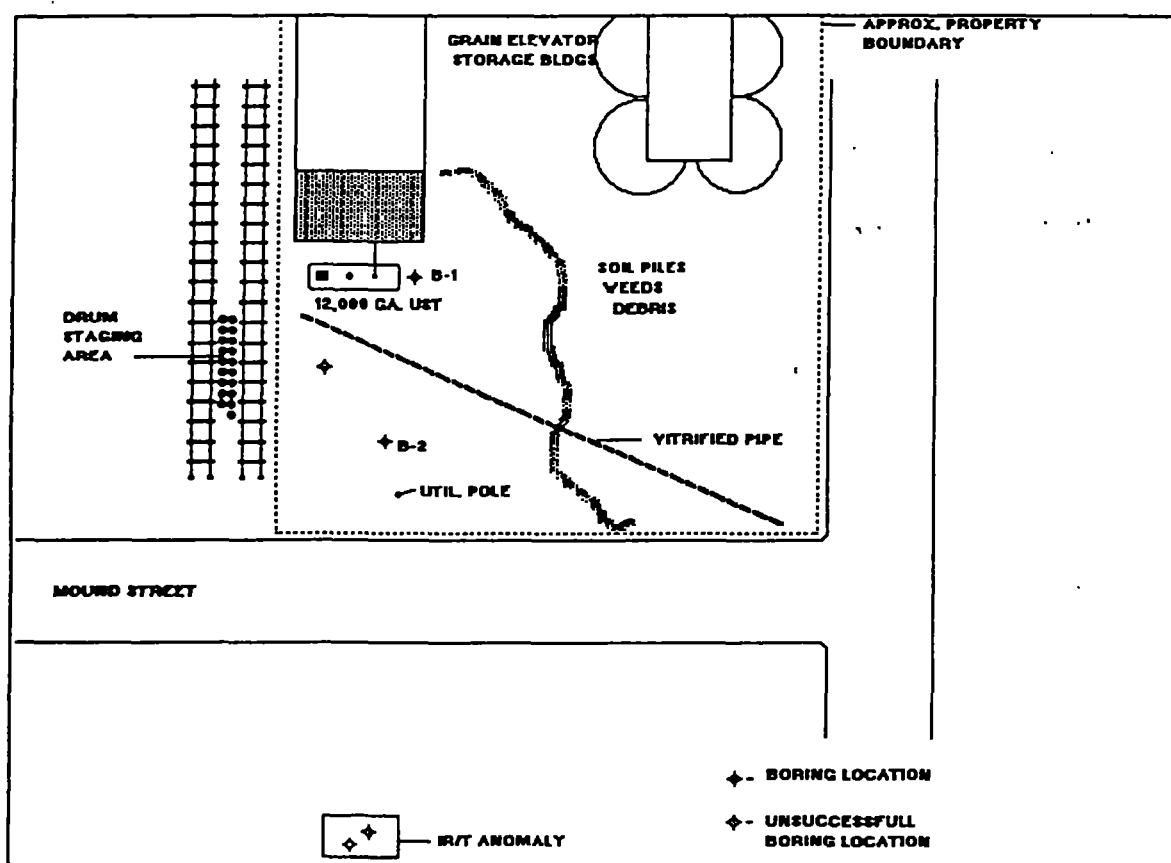 APPROX. PROPERTY
BOUNDARY
GRAIN ELEVATOR
STORAGE BLDGS
B-1
12,000 GA. UST
SOIL PILES
WEEDS
DEBRIS
DRUM
STAGING
AREA
B-2
VITRIFIED PIPE
UTIL. POLE
MOUND STREET
BORING LOCATION
UNSUCCESSFULL
BORING LOCATION
IR/T ANOMALY